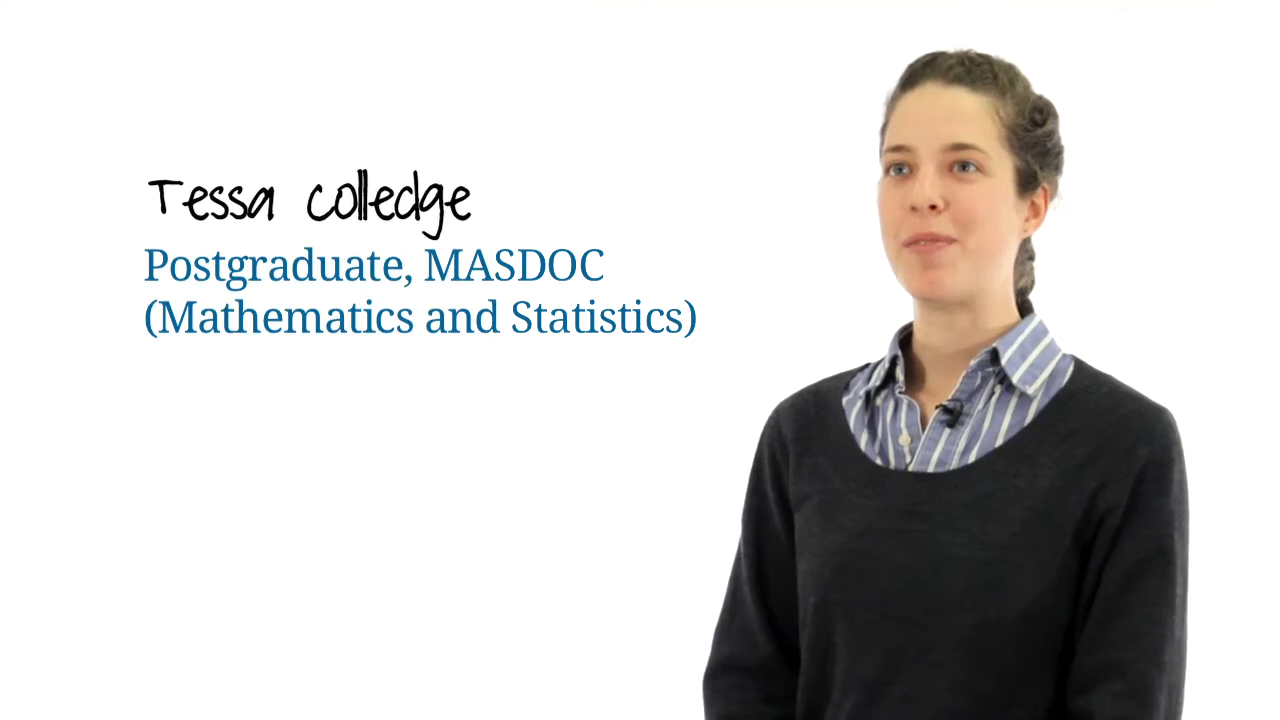 Tessa Colledge
Postgraduate, MASDOC
(Mathematics and Statistics)